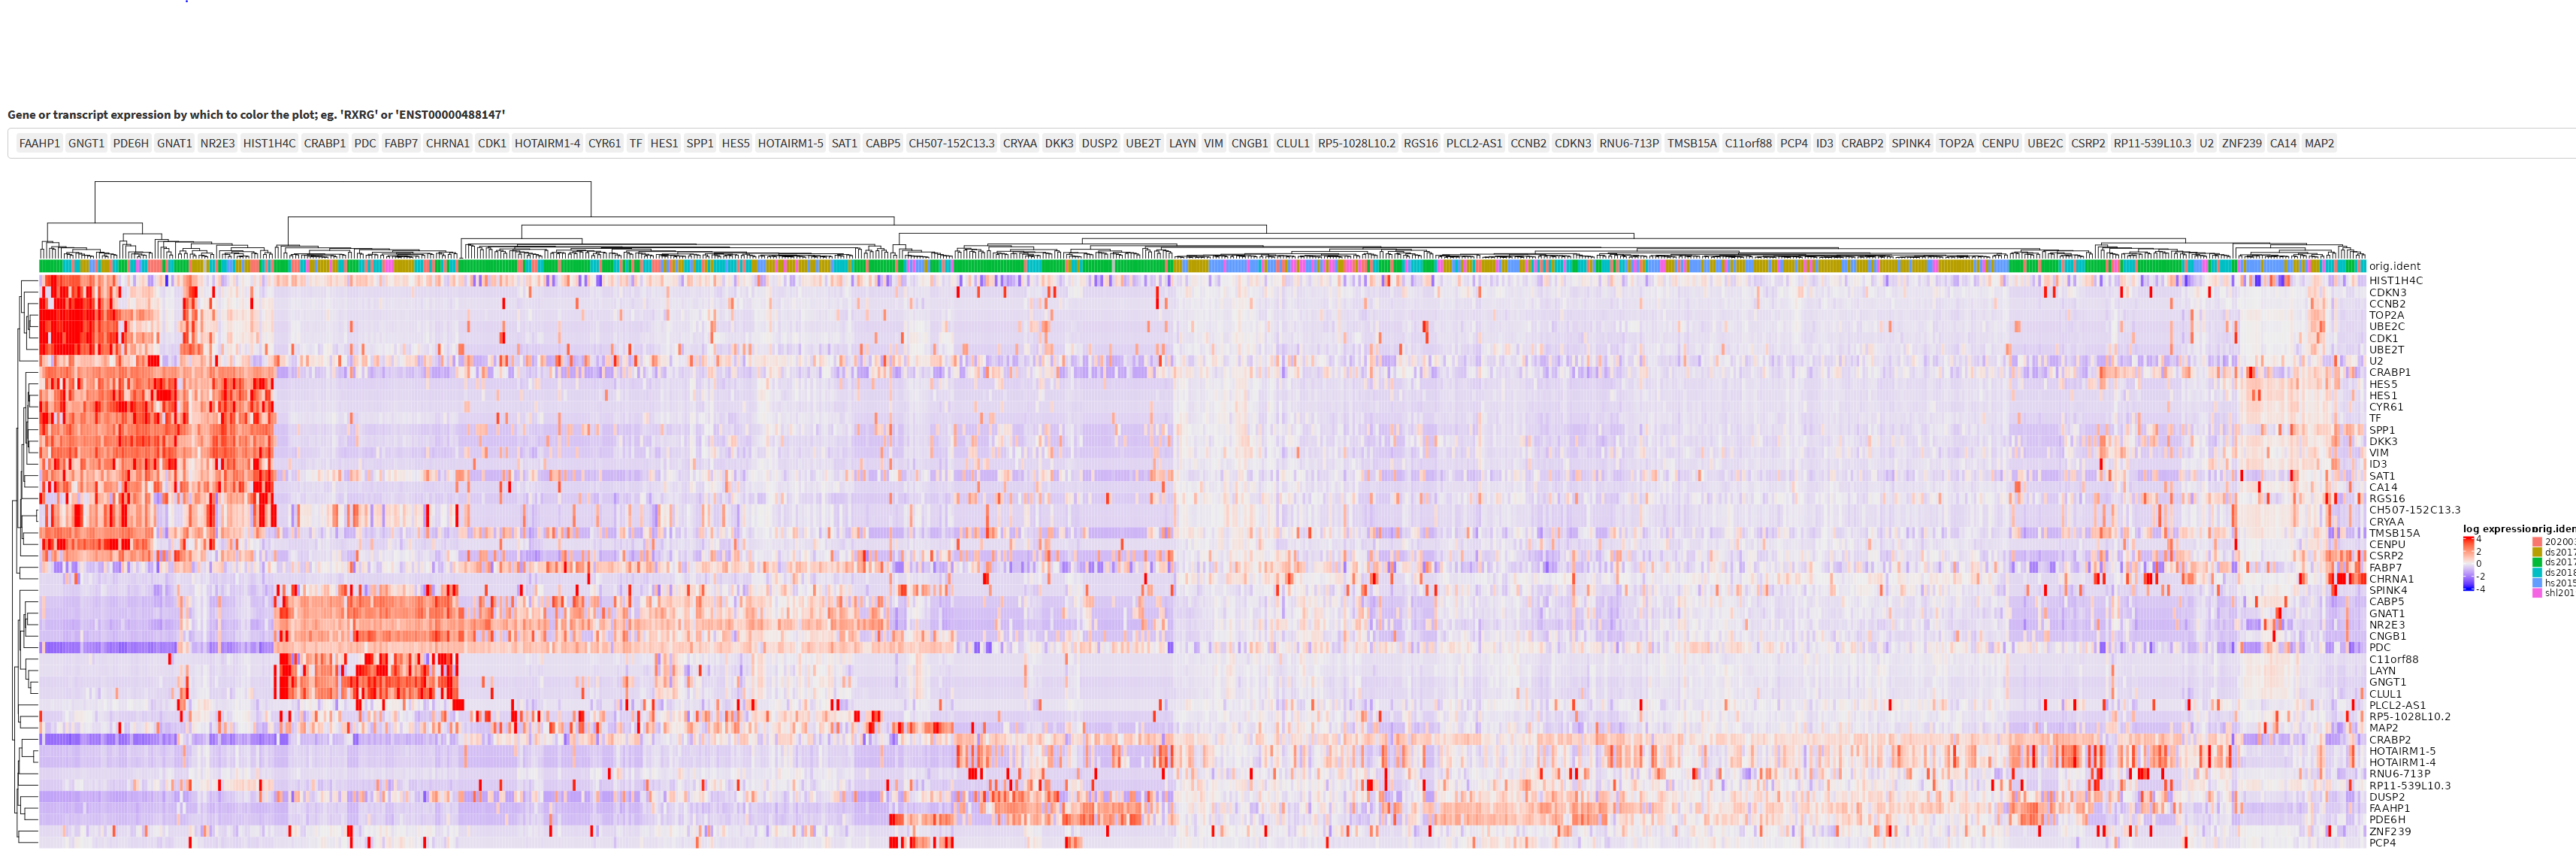 Gene or transcript expression by which to color the plot; eg. 'RXRG' or 'ENST00000488147'
FAAHP1 GNGT1 PDE6H GNAT1 NR2E3 HIST1H4C CRABP1 PDC FABP7 CHRNA1 CDK1 HOTAIRM1-4 CYR61 TF HES1 SPP1 HES5 HOTAIRM1-5 SAT1 CABP5 CH507-152C13.3 CRYAA DKK3 DUSP2 UBE2T LAYN VIM CNGB1 CLUL1 RP5-1028L10.2 RGS16 PLCL2-AS1 CCNB2 CDKN3 RNU6-713P TMSB15A C11orf88 PCP4 ID3 CRABP2 SPINK4 TOP2A CENPU UBE2C CSRP2 RP11-539L10.3 U2 ZNF239 CA14 MAP2
orig.ident
HIST1H4C
CDKN3
CCNB2
TOP2A
UBE2C
CDK1
UBE2T
U2
CRABP1
HES5
HES1
CYR61
TF
SPP1
DKK3
VIM
ID3
SAT1
CA14
RGS16
CH507-152C13.3
CRYAA
TMSB15A
CENPU
CSRP2
FABP7
CHRNA1
SPINK4
CABP5
GNAT1
NR2E3
CNGB1
PDC
C11orf88
LAYN
GNGT1
CLUL1
PLCL2-AS1
RP5-1028L10.2
MAP2
CRABP2
HOTAIRM1-5
HOTAIRM1-4
RNU6-713P
RP11-539L10.3
DUSP2
FAAHP1
PDE6H
ZNF239
PCP4
log expression
4
2
0
-2
-4
orig.iden
20200
ds2017
ds2017
ds2018
hs2015
shl201